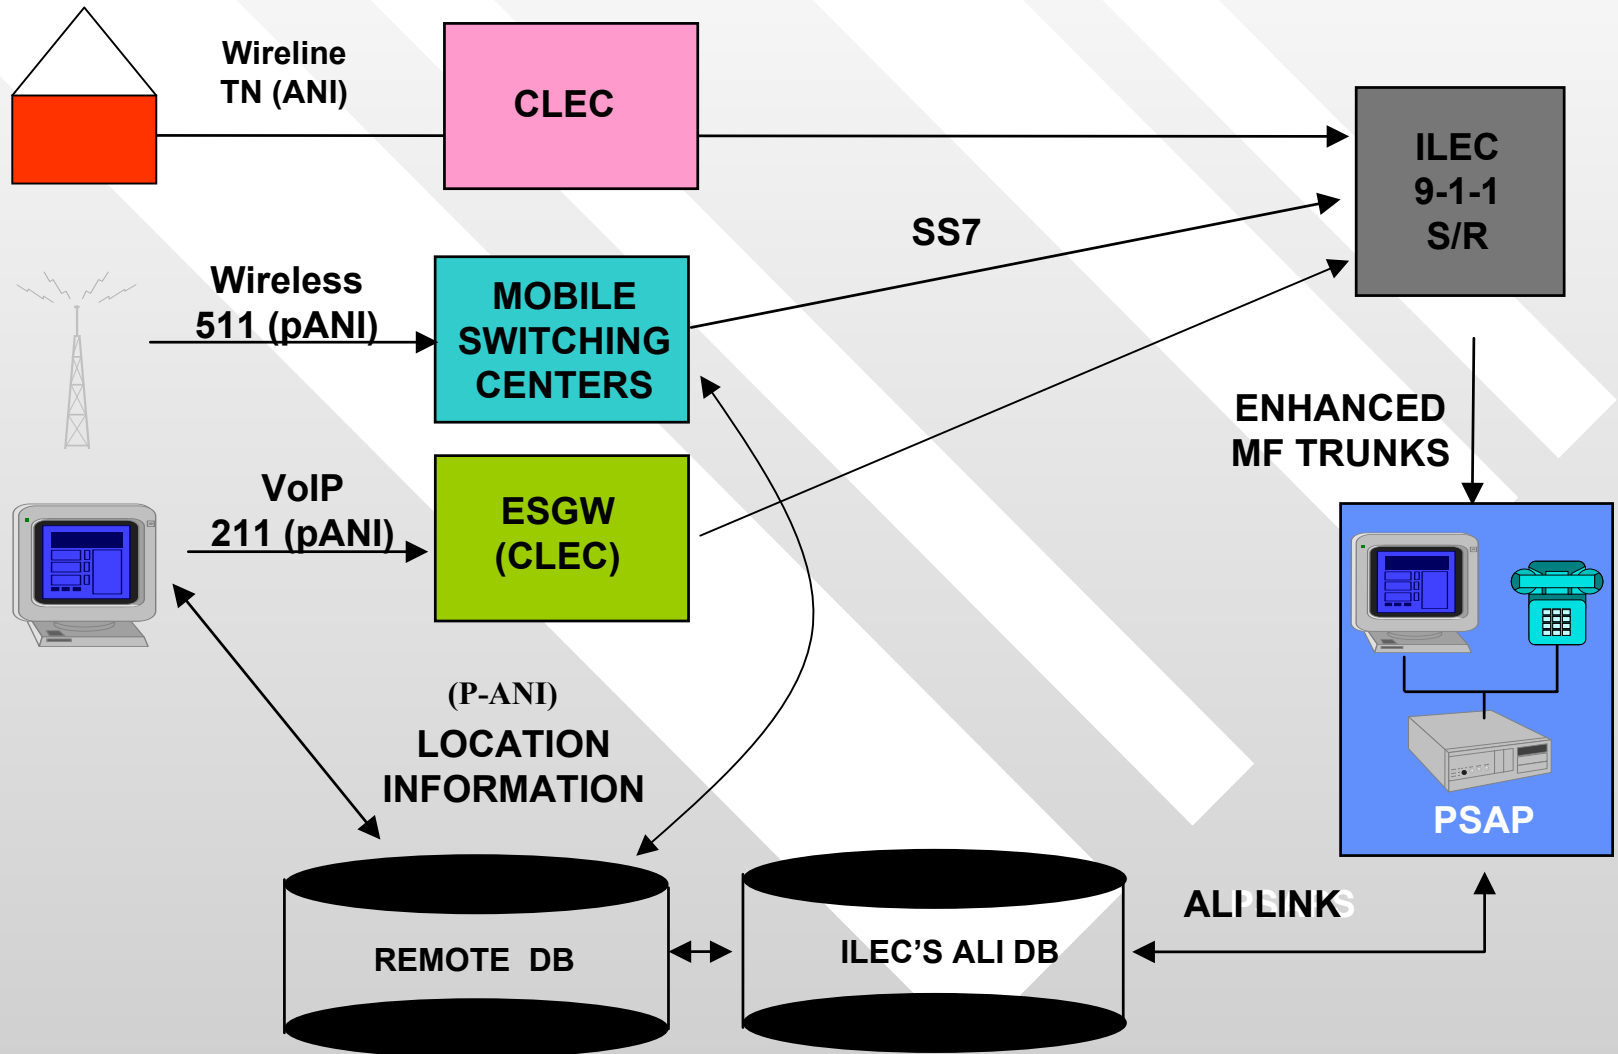 Wireline
TN (ANI)
CLEC
ILEC
9-1-1
S/R
SS7
Wireless
511 (pANI)
MOBILE
SWITCHING
CENTERS
ENHANCED
MF TRUNKS
VoIP
211 (pANI)
ESGW
(CLEC)
(P-ANI)
LOCATION
INFORMATION
PSAP
ALI LINK
REMOTE DB
ILEC'S ALI DB